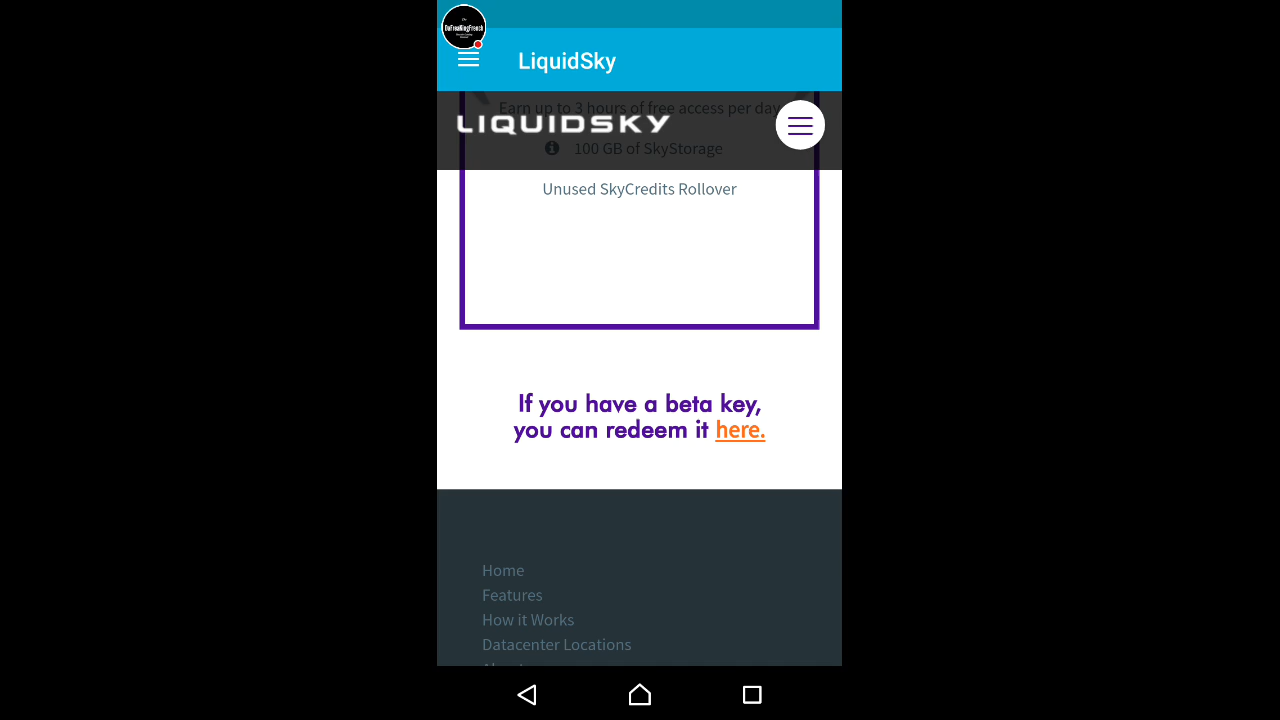 DaFreaKingFrench
LiquidSky
Earn up to 3 hours of free access per day
LIQUIDSKY
100 GB of SkyStorage
Unused SkyCredits Rollover
If you have a beta key,
you can redeem it here.
Home
Features
How it Works
Datacenter Locations